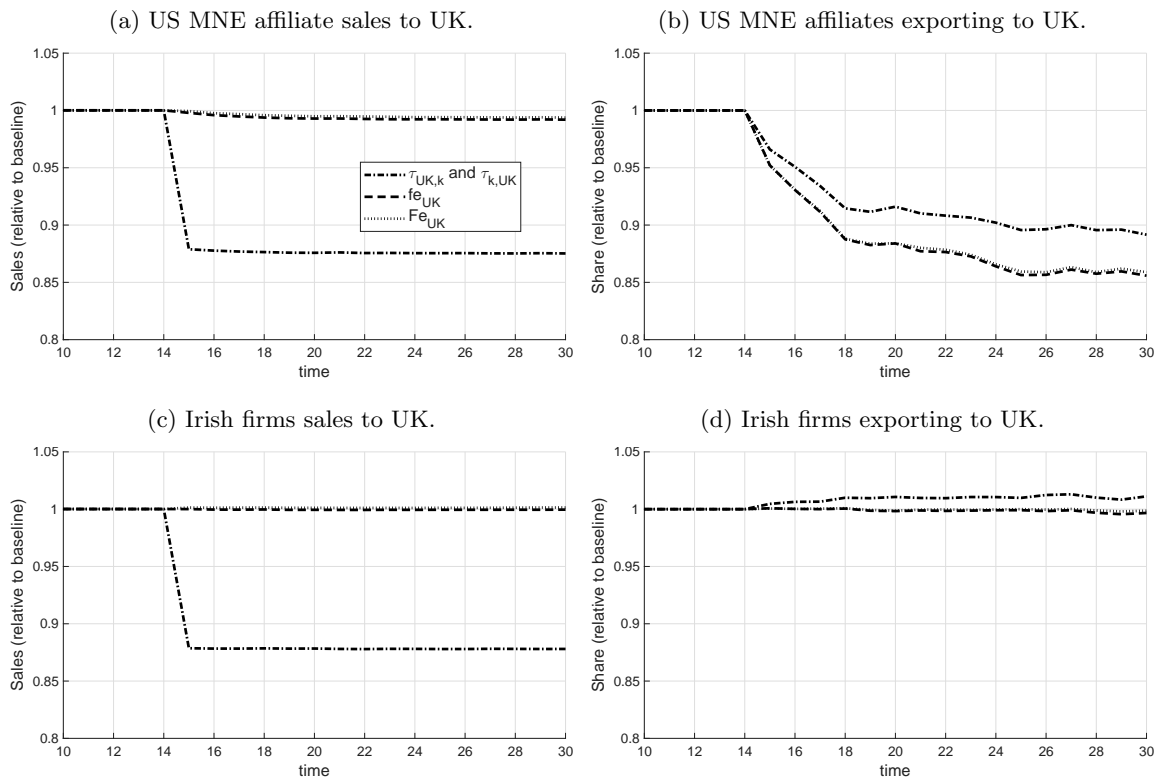 (a) US MNE affiliate sales to UK.
(b) US MNE affiliates exporting to UK.
1.05
1
0.95
0.9
0.85
0.8
Sales (relative to baseline)
10 12 14 16 18 20 22 24 26 28 30
time
τUK,k and τk,UK
feUK
FeUK
1.05
1
0.95
0.9
0.85
0.8
Share (relative to baseline)
10 12 14 16 18 20 22 24 26 28 30
time
(c) Irish firms sales to UK.
(d) Irish firms exporting to UK.
1.05
1
0.95
0.9
0.85
0.8
Sales (relative to baseline)
10 12 14 16 18 20 22 24 26 28 30
time
1.05
1
0.95
0.9
0.85
0.8
Share (relative to baseline)
10 12 14 16 18 20 22 24 26 28 30
time